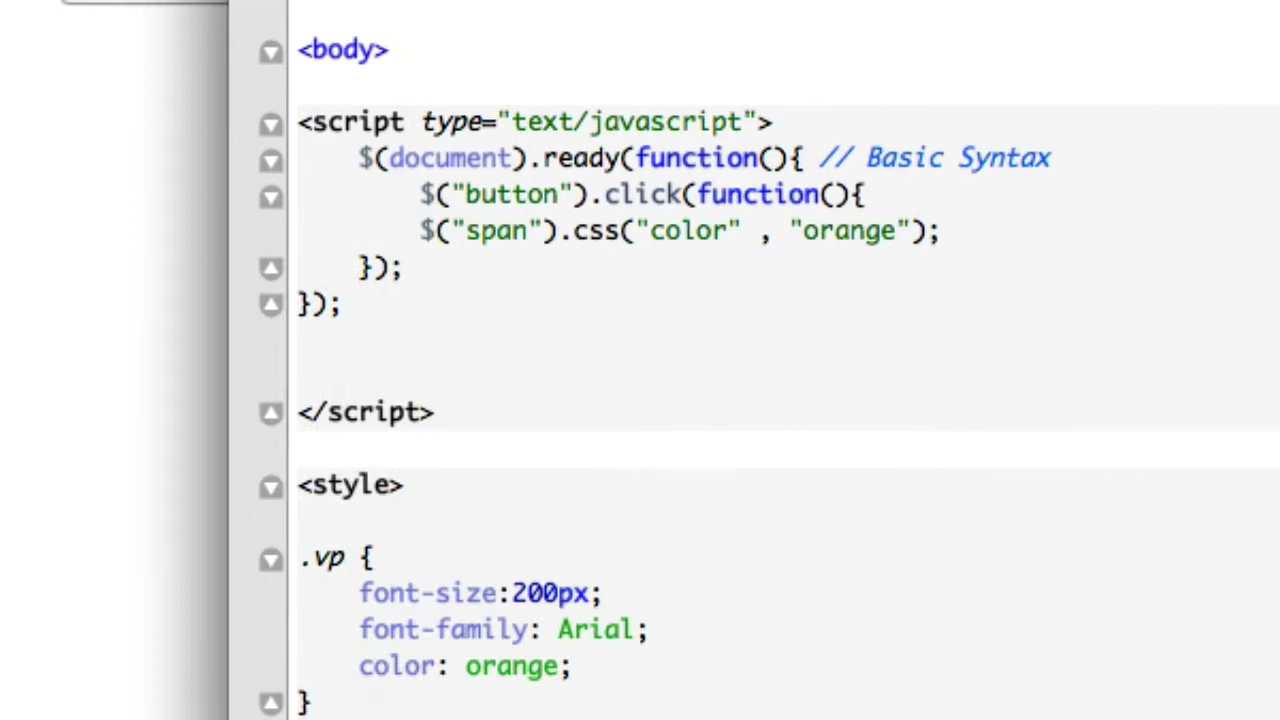 <body>
<script type="text/javascript">
$(document).ready(function(){ // Basic Syntax
$("button").click(function(){
$("span").css("color" , "orange");
});
});
</script>
<style>
.vp {
font-size:200px;
font-family: Arial;
color: orange;
}